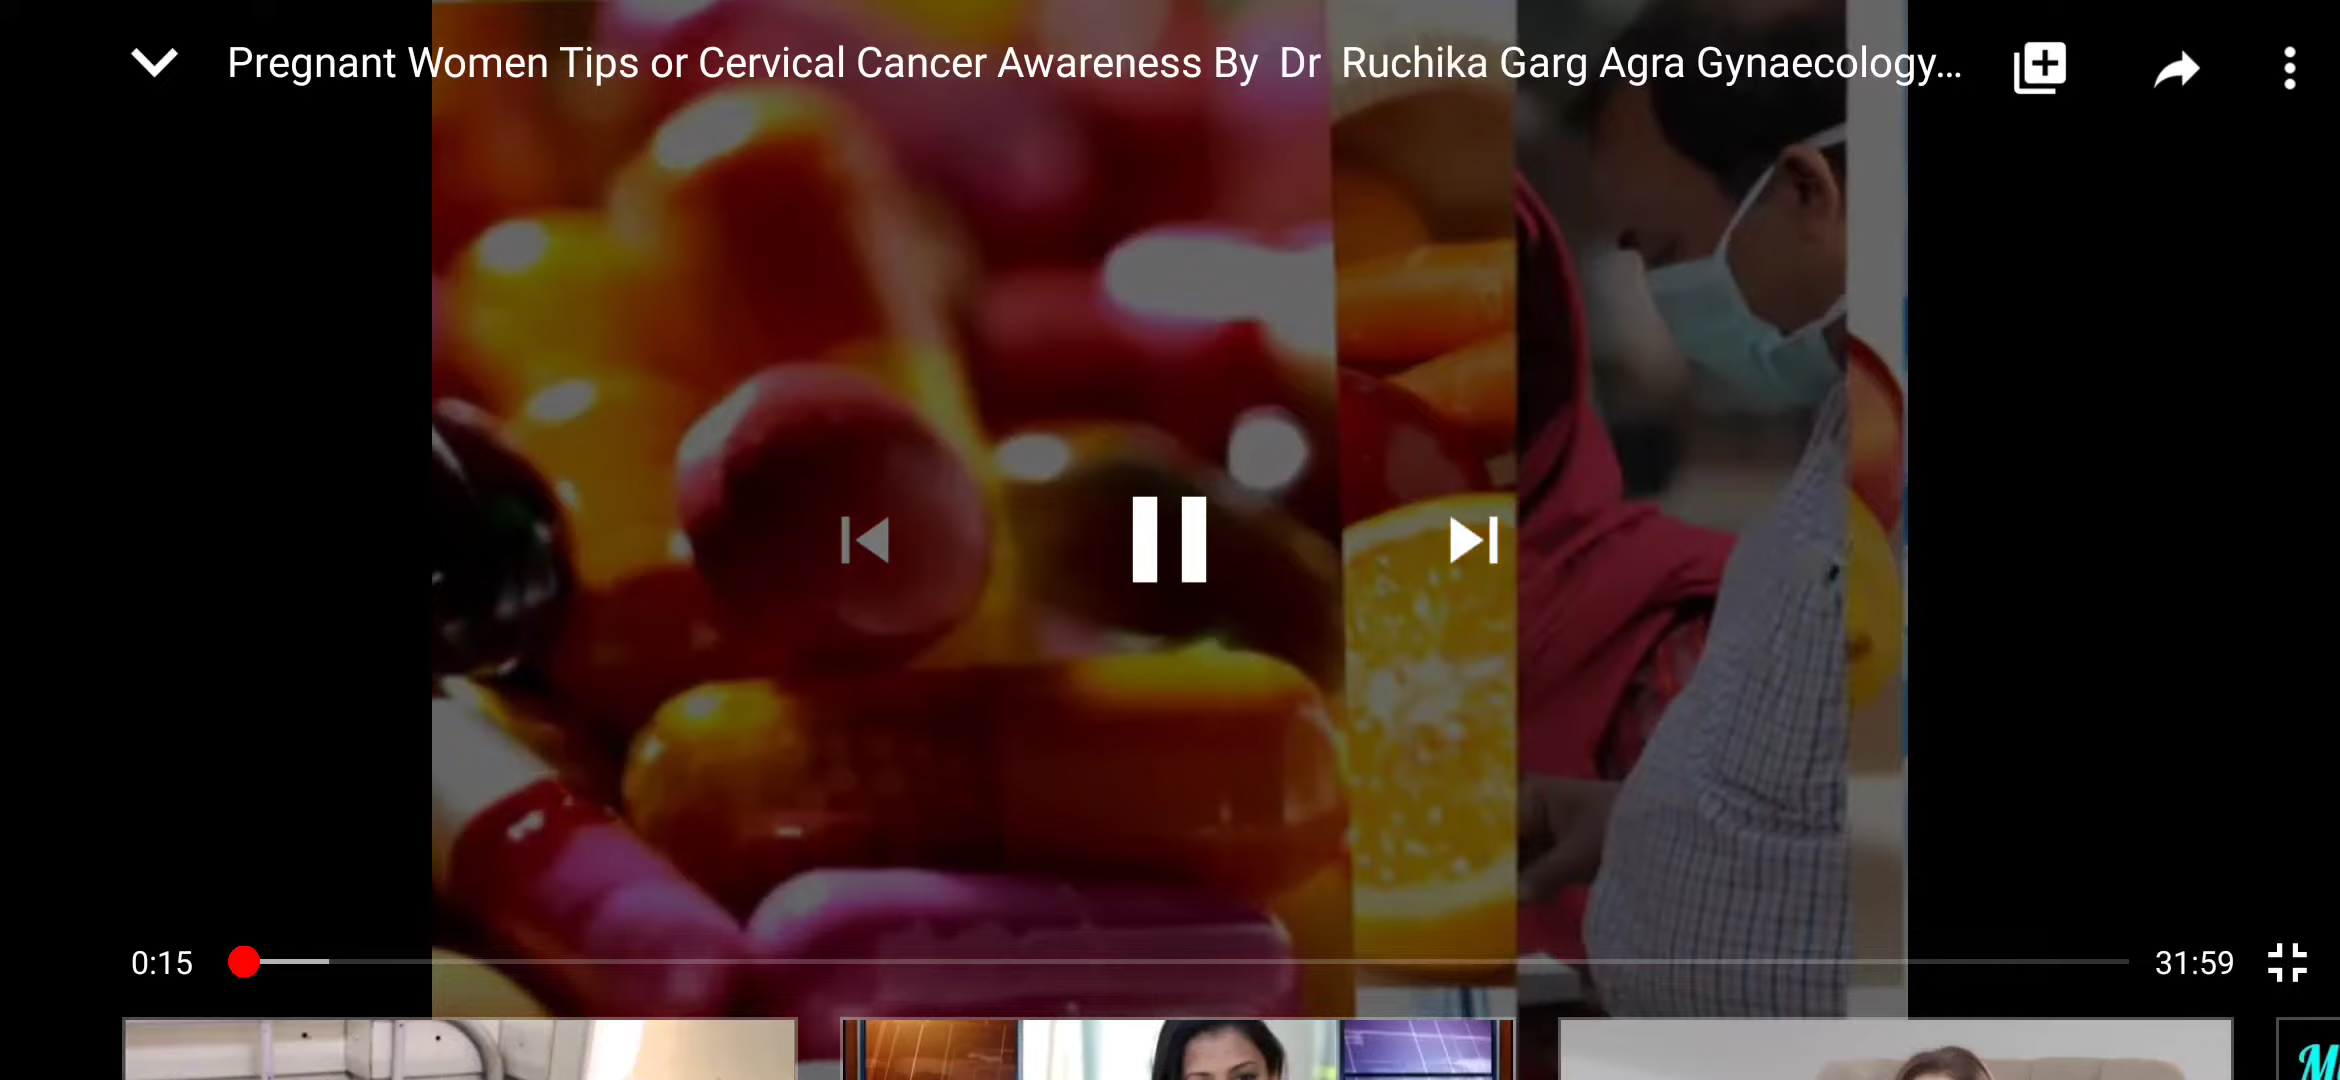 Pregnant Women Tips or Cervical Cancer Awareness By  Dr  Ruchika Garg Agra Gynaecology...
0:15
31:59